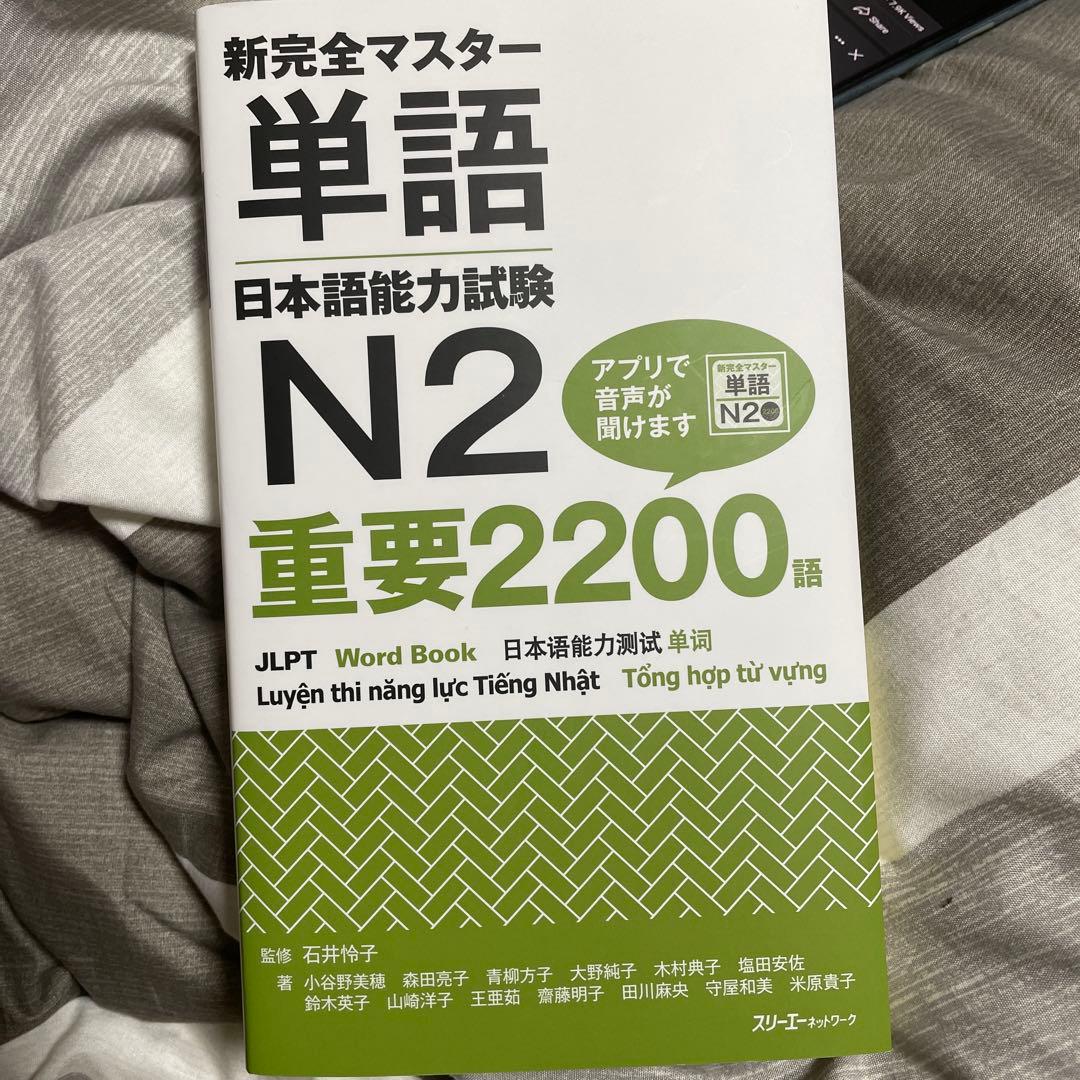 7.9K Views
Share
新完全マスター
単語
日本語能力試験
N2
アプリで
音声が
聞けます
新完全マスター
単語
N2 2200
重要2200語
JLPT Word Book 日本语能力测试 单词
Luyện thi năng lực Tiếng Nhật Tổng hợp từ vựng
監修 石井怜子
著 小谷野美穂 森田亮子 青柳方子 大野純子 木村典子 塩田安佐
鈴木英子 山崎洋子 王亜茹 齋藤明子 田川麻央 守屋和美 米原貴子
スリーエーネットワーク